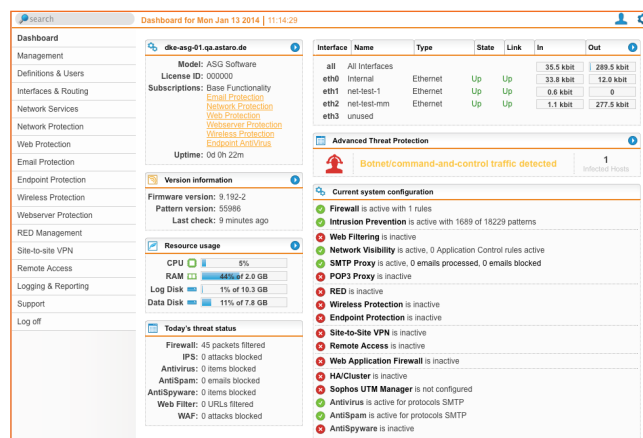 search
Dashboard for Mon Jan 13 2014 | 11:14:29
Dashboard
Management
Definitions & Users
Interfaces & Routing
Network Services
Network Protection
Web Protection
Email Protection
Endpoint Protection
Wireless Protection
Webserver Protection
RED Management
Site-to-site VPN
Remote Access
Logging & Reporting
Support
Log off
dke-asg-01.qa.astaro.de
Model: ASG Software
License ID: 000000
Subscriptions: Base Functionality
Email Protection
Network Protection
Web Protection
Webserver Protection
Wireless Protection
Endpoint AntiVirus
Uptime: 0d 0h 22m
Version information
Firmware version: 9.192-2
Pattern version: 55986
Last check: 9 minutes ago
Resource usage
CPU 5%
RAM 44% of 2.0 GB
Log Disk 1% of 10.3 GB
Data Disk 11% of 7.8 GB
Today's threat status
Firewall: 45 packets filtered
IPS: 0 attacks blocked
Antivirus: 0 items blocked
AntiSpam: 0 emails blocked
AntiSpyware: 0 items blocked
Web Filter: 0 URLs filtered
WAF: 0 attacks blocked
Interface Name Type State Link In Out
all All Interfaces 35.5 kbit 289.5 kbit
eth0 Internal Ethernet Up Up 33.8 kbit 12.0 kbit
eth1 net-test-1 Ethernet Up Up 0.6 kbit 0
eth2 net-test-mm Ethernet Up Up 1.1 kbit 277.5 kbit
eth3 unused
Advanced Threat Protection
Botnet/command-and-control traffic detected
1
Infected Hosts
Current system configuration
Firewall is active with 1 rules
Intrusion Prevention is active with 1689 of 18229 patterns
Web Filtering is inactive
Network Visibility is active, 0 Application Control rules active
SMTP Proxy is active, 0 emails processed, 0 emails blocked
POP3 Proxy is inactive
RED is inactive
Wireless Protection is inactive
Endpoint Protection is inactive
Site-to-Site VPN is inactive
Remote Access is inactive
Web Application Firewall is inactive
HA/Cluster is inactive
Sophos UTM Manager is not configured
Antivirus is active for protocols SMTP
AntiSpam is active for protocols SMTP
AntiSpyware is inactive